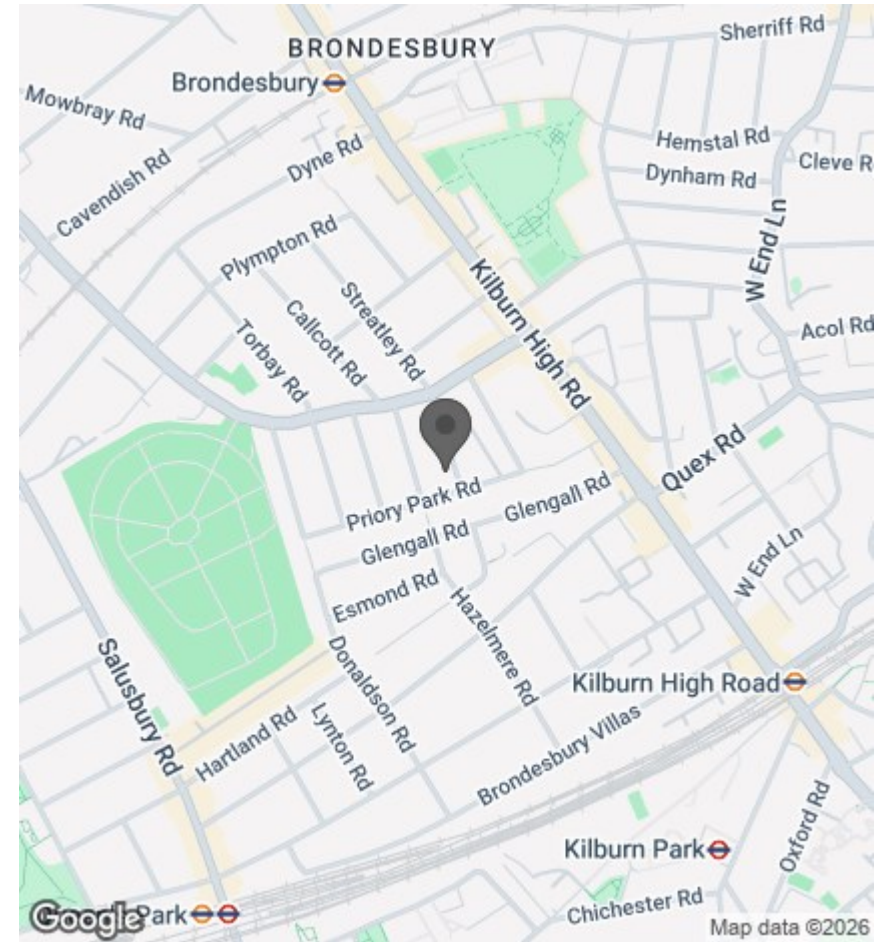 Sherriff Rd
BRONDESBURY
Brondesbury
Mowbray Rd
Hemstal Rd
Dyne Rd
Cleve R
Cavendish Rd
Dynham Rd
Plympton Rd
W End Ln
Kilburn High Rd
Streatley Rd
Callcott Rd
Torbay Rd
Acol Rd
Quex Rd
Priory Park Rd
Glengall Rd
Glengall Rd
W End Ln
Esmond Rd
Hazelmere Rd
Salusbury Rd
Donaldson Rd
Kilburn High Road
Hartland Rd
Lynton Rd
Brondesbury Villas
Oxford Rd
Kilburn Park
Chichester Rd
Park
Google
Map data ©2026